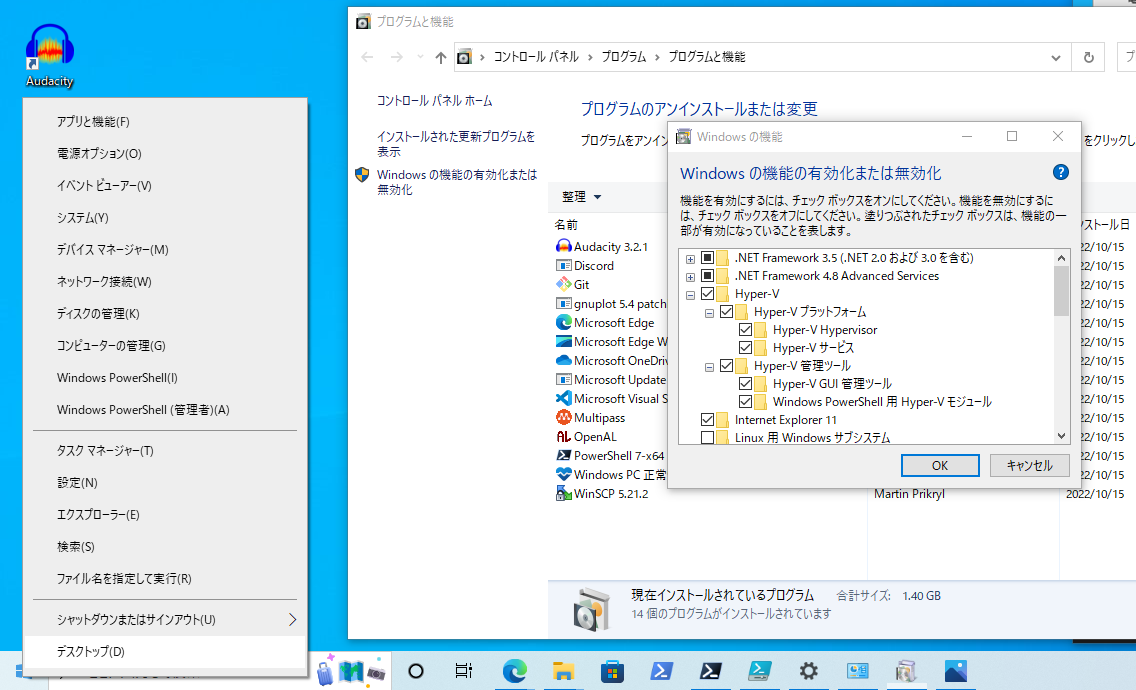 Audacity
アプリと機能(F)
電源オプション(O)
イベント ビューアー(V)
システム(Y)
デバイス マネージャー(M)
ネットワーク接続(W)
ディスクの管理(K)
コンピューターの管理(G)
Windows PowerShell(I)
Windows PowerShell (管理者)(A)
タスク マネージャー(T)
設定(N)
エクスプローラー(E)
検索(S)
ファイル名を指定して実行(R)
シャットダウンまたはサインアウト(U)
デスクトップ(D)
プログラムと機能
コントロール パネル › プログラム › プログラムと機能
コントロール パネル ホーム
インストールされた更新プログラムを
表示
Windows の機能の有効化または
無効化
プログラムのアンインストールまたは変更
プログラムをアンイン
をクリックし
整理
名前
ストール日
Audacity 3.2.1
22/10/15
Discord
22/10/15
Git
22/10/15
gnuplot 5.4 patch
22/10/15
Microsoft Edge
22/10/15
Microsoft Edge W
22/10/15
Microsoft OneDriv
22/10/15
Microsoft Update
22/10/15
Microsoft Visual S
22/10/15
Multipass
22/10/15
OpenAL
22/10/15
PowerShell 7-x64
22/10/15
Windows PC 正常
22/10/15
WinSCP 5.21.2
Martin Prikryl
2022/10/15
現在インストールされているプログラム 合計サイズ: 1.40 GB
14 個のプログラムがインストールされています
Windows の機能
Windows の機能の有効化または無効化
機能を有効にするには、チェック ボックスをオンにしてください。機能を無効にするに
は、チェック ボックスをオフにしてください。塗りつぶされたチェック ボックスは、機能の一
部が有効になっていることを表します。
.NET Framework 3.5 (.NET 2.0 および 3.0 を含む)
.NET Framework 4.8 Advanced Services
Hyper-V
Hyper-V プラットフォーム
Hyper-V Hypervisor
Hyper-V サービス
Hyper-V 管理ツール
Hyper-V GUI 管理ツール
Windows PowerShell 用 Hyper-V モジュール
Internet Explorer 11
Linux 用 Windows サブシステム
OK
キャンセル